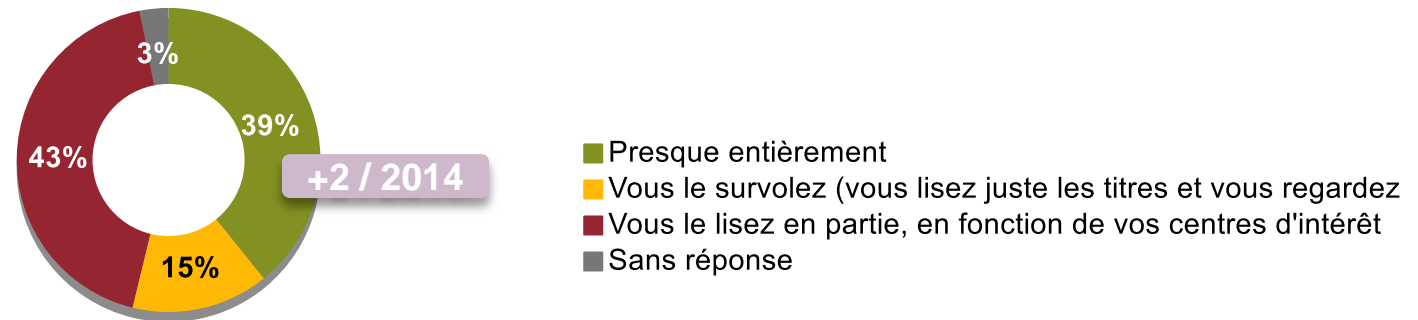 3%
39%
43%
+2 / 2014
15%
Presque entièrement
Vous le survolez (vous lisez juste les titres et vous regardez
Vous le lisez en partie, en fonction de vos centres d'intérêt
Sans réponse